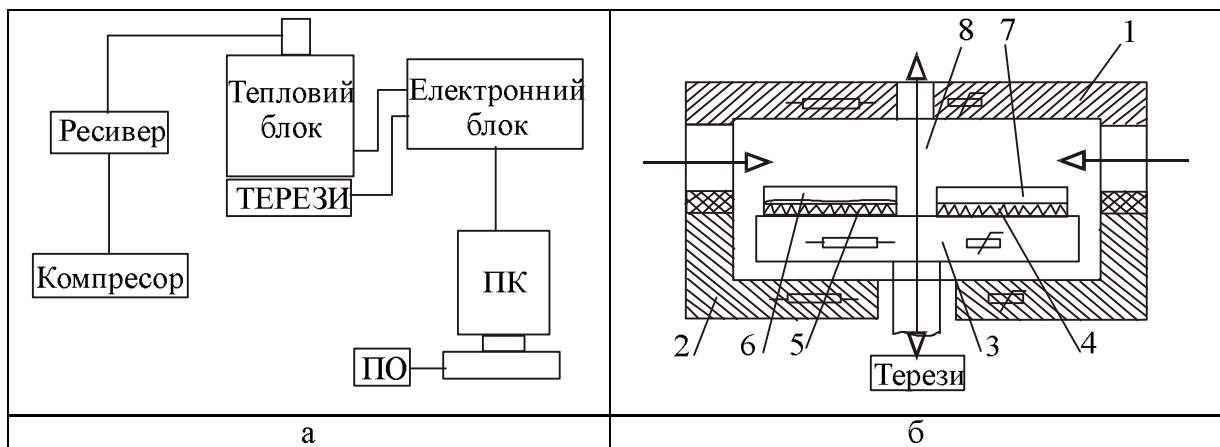 Тепловий
блок
Електронний
блок
Ресивер
ТЕРЕЗИ
Компресор
ПК
ПО
8
7
1
2
6
5
3
4
Терези
а
б